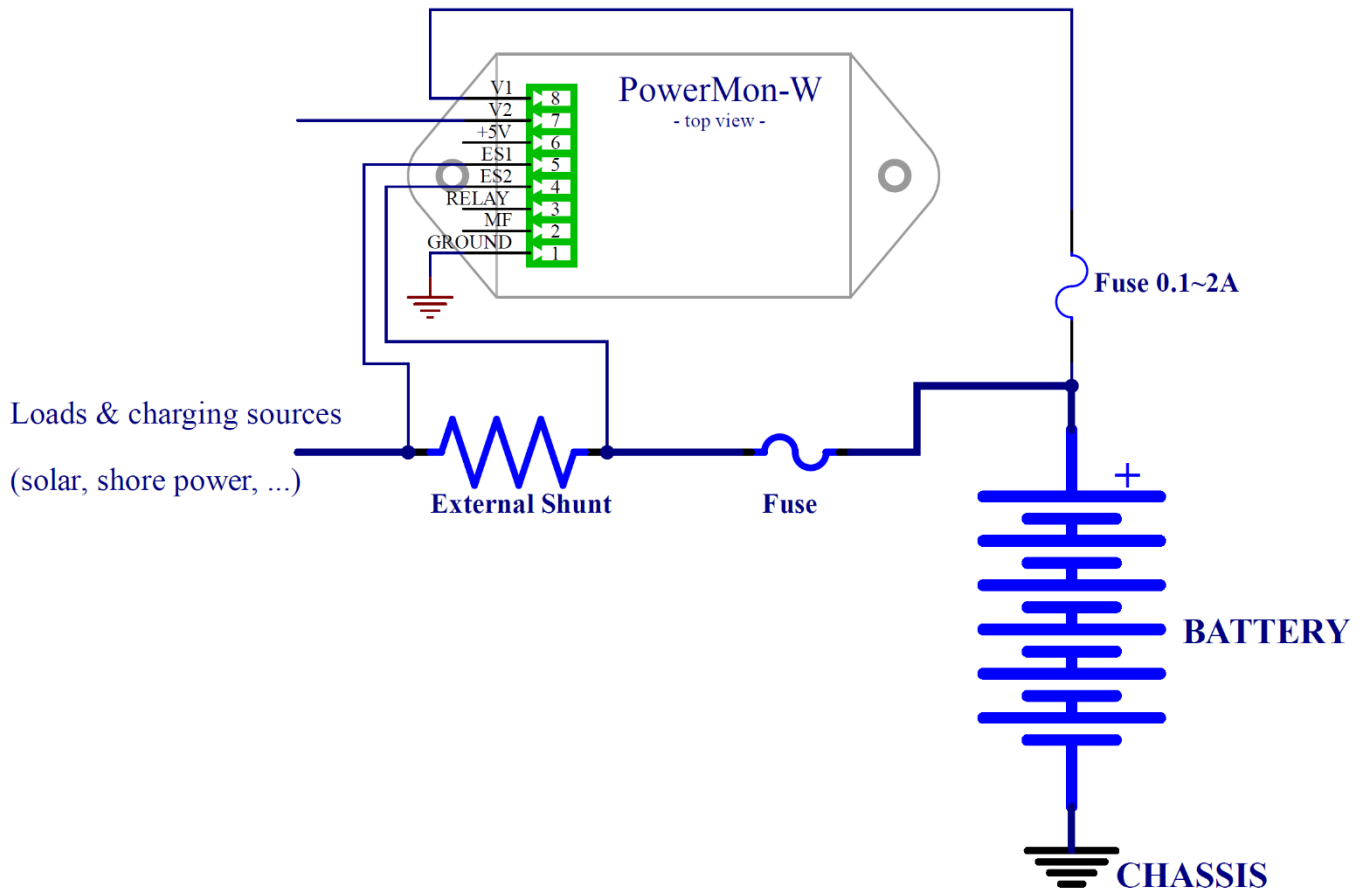 PowerMon-W
- top view -
V1
8
V2
7
+5V
6
ES1
5
ES2
4
RELAY
3
MF
2
GROUND
1
Fuse 0.1~2A
Loads & charging sources
(solar, shore power, ...)
External Shunt
Fuse
+
BATTERY
CHASSIS